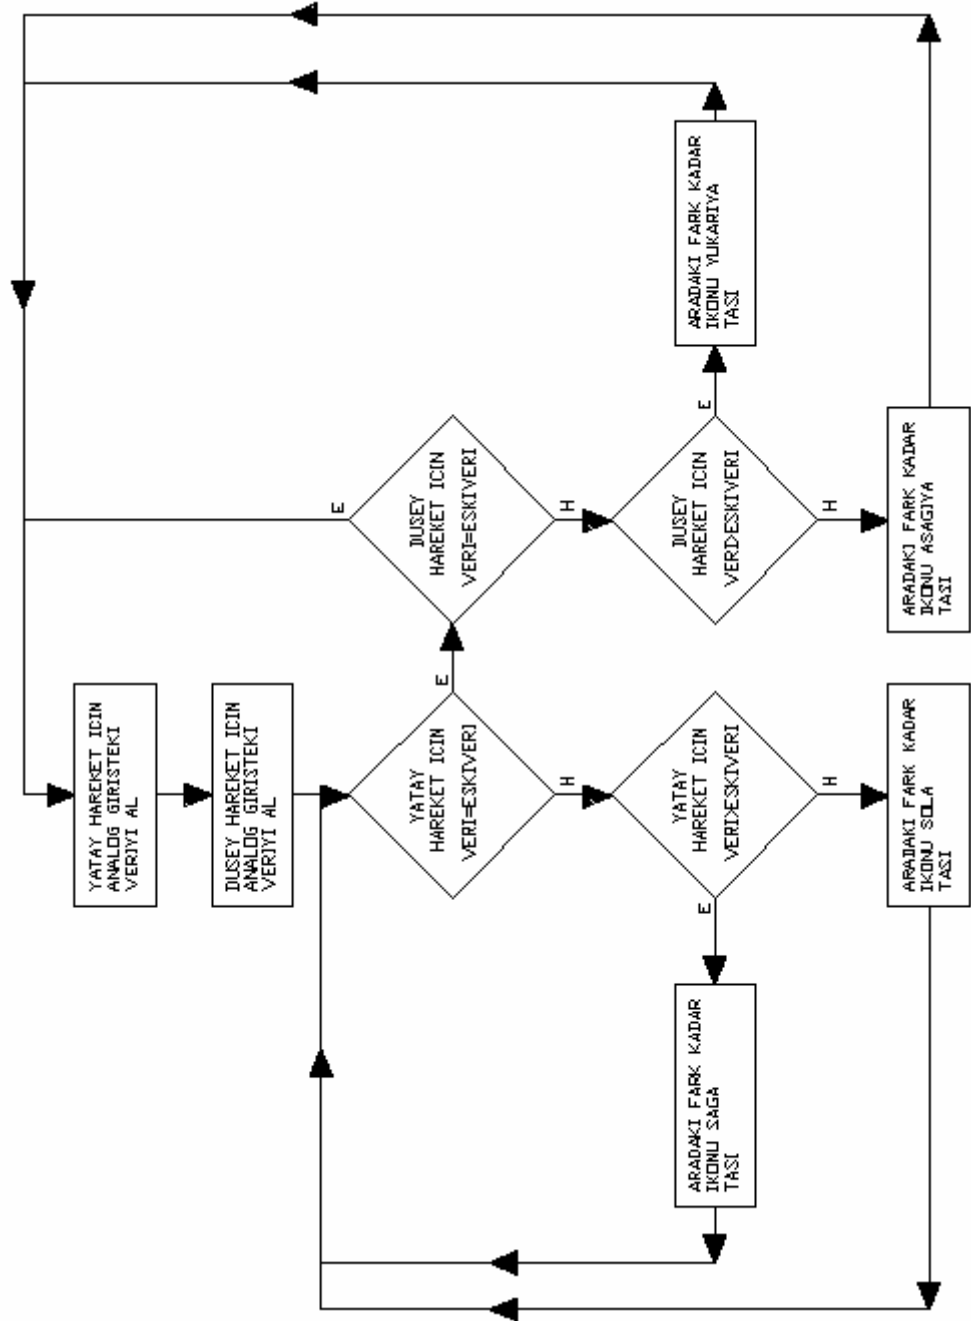 YATAY HAREKET ICIN
ANALOG GIRISTEKI
VERIYI AL
DUSEY HAREKET ICIN
ANALOG GIRISTEKI
VERIYI AL
YATAY
HAREKET ICIN
VERI=ESKIVERI
E
H
DUSEY
HAREKET ICIN
VERI=ESKIVERI
E
H
YATAY
HAREKET ICIN
VERI>ESKIVERI
E
H
DUSEY
HAREKET ICIN
VERI>ESKIVERI
E
H
ARADAKI FARK KADAR
IKONU SAGA
TASI
ARADAKI FARK KADAR
IKONU YUKARIYA
TASI
ARADAKI FARK KADAR
IKONU SOLA
TASI
ARADAKI FARK KADAR
IKONU ASAGIYA
TASI